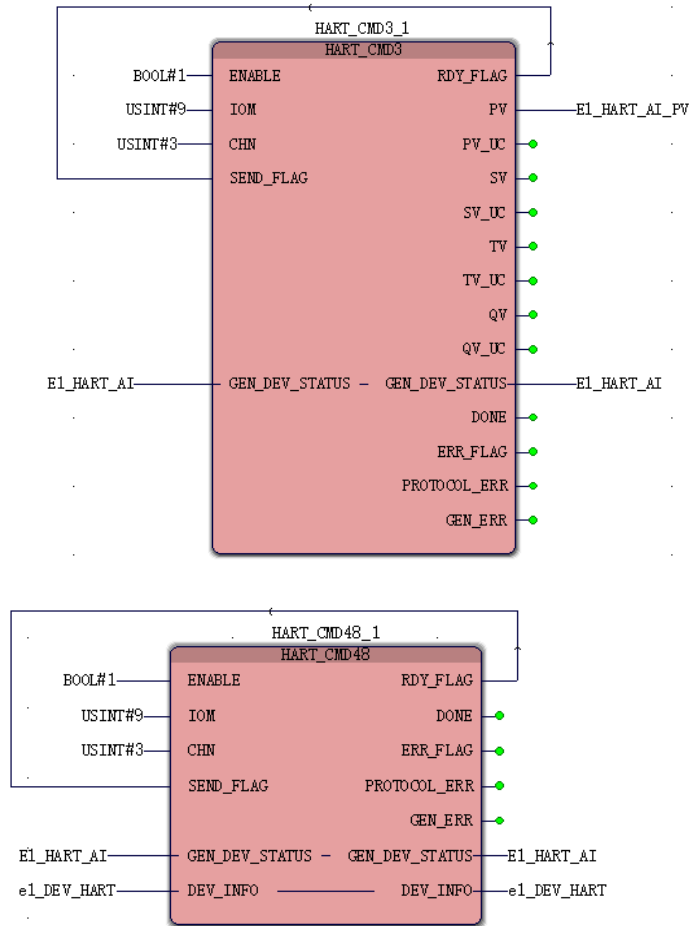 HART_CMD3_1
HART_CMD3
BOOL#1 ENABLE RDY_FLAG
USINT#9 IOM PV E1_HART_AI_PV
USINT#3 CHN PV_UC
SEND_FLAG SV
SV_UC
TV
TV_UC
QV
QV_UC
E1_HART_AI GEN_DEV_STATUS – GEN_DEV_STATUS E1_HART_AI
DONE
ERR_FLAG
PROTOCOL_ERR
GEN_ERR
HART_CMD48_1
HART_CMD48
BOOL#1 ENABLE RDY_FLAG
USINT#9 IOM DONE
USINT#3 CHN ERR_FLAG
SEND_FLAG PROTOCOL_ERR
GEN_ERR
E1_HART_AI GEN_DEV_STATUS – GEN_DEV_STATUS E1_HART_AI
e1_DEV_HART DEV_INFO DEV_INFO e1_DEV_HART